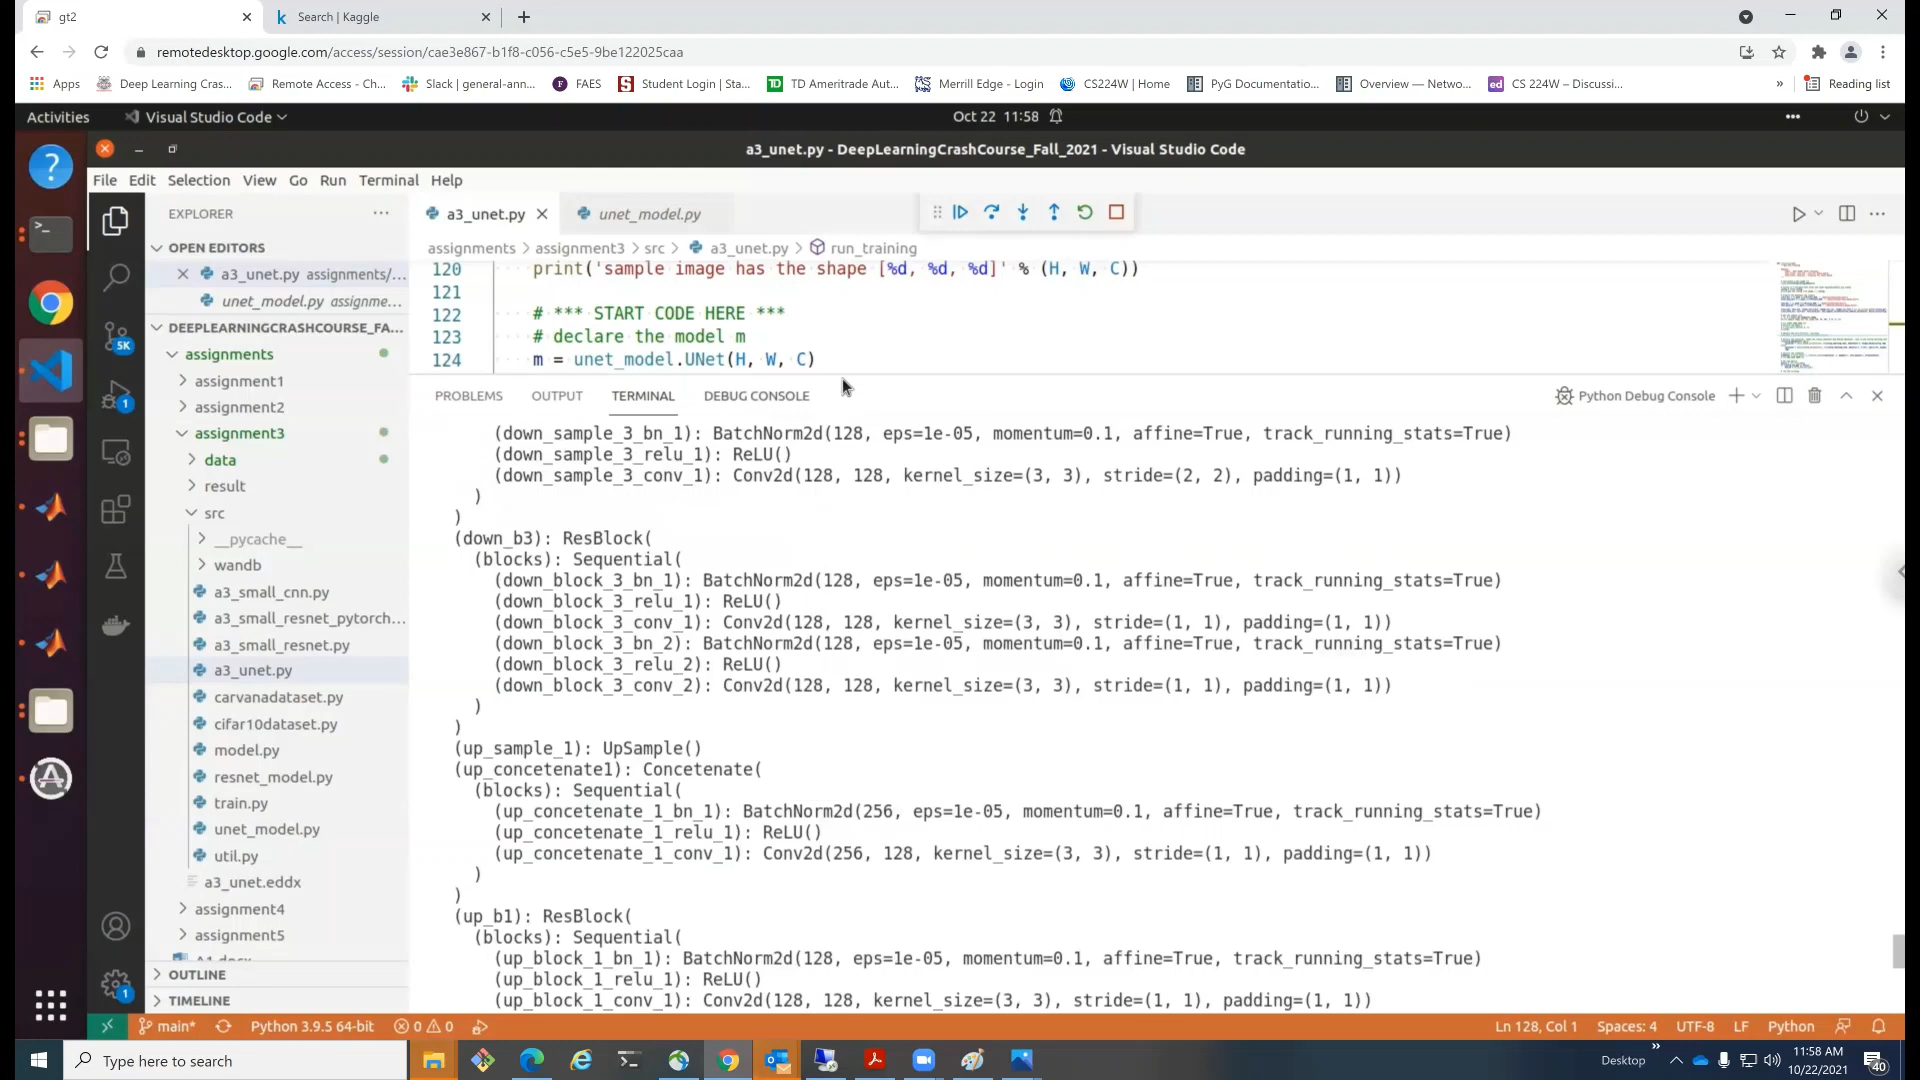 gt2
Search | Kaggle
remotedesktop.google.com/access/session/cae3e867-b1f8-c056-c5e5-9be122025caa
Apps
Deep Learning Cras...
Remote Access - Ch...
Slack | general-ann...
FAES
Student Login | Sta...
TD Ameritrade Aut...
Merrill Edge - Login
CS224W | Home
PyG Documentatio...
Overview — Netwo...
CS 224W – Discussi...
»
Reading list
Activities
Visual Studio Code
Oct 22 11:58
a3_unet.py - DeepLearningCrashCourse_Fall_2021 - Visual Studio Code
File Edit Selection View Go Run Terminal Help
EXPLORER
OPEN EDITORS
a3_unet.py assignments/...
unet_model.py assignme...
DEEPLEARNINGCRASHCOURSE_FA...
assignments
assignment1
assignment2
assignment3
data
result
src
__pycache__
wandb
a3_small_cnn.py
a3_small_resnet_pytorch...
a3_small_resnet.py
a3_unet.py
carvanadataset.py
cifar10dataset.py
model.py
resnet_model.py
train.py
unet_model.py
util.py
a3_unet.eddx
assignment4
assignment5
A1.docx
OUTLINE
TIMELINE
5K
1
1
a3_unet.py
unet_model.py
assignments > assignment3 > src > a3_unet.py > run_training
120 print('sample image has the shape [%d, %d, %d]' % (H, W, C))
121
122 # *** START CODE HERE ***
123 # declare the model m
124 m = unet_model.UNet(H, W, C)
PROBLEMS OUTPUT TERMINAL DEBUG CONSOLE
Python Debug Console
(down_sample_3_bn_1): BatchNorm2d(128, eps=1e-05, momentum=0.1, affine=True, track_running_stats=True)
(down_sample_3_relu_1): ReLU()
(down_sample_3_conv_1): Conv2d(128, 128, kernel_size=(3, 3), stride=(2, 2), padding=(1, 1))
)
)
(down_b3): ResBlock(
(blocks): Sequential(
(down_block_3_bn_1): BatchNorm2d(128, eps=1e-05, momentum=0.1, affine=True, track_running_stats=True)
(down_block_3_relu_1): ReLU()
(down_block_3_conv_1): Conv2d(128, 128, kernel_size=(3, 3), stride=(1, 1), padding=(1, 1))
(down_block_3_bn_2): BatchNorm2d(128, eps=1e-05, momentum=0.1, affine=True, track_running_stats=True)
(down_block_3_relu_2): ReLU()
(down_block_3_conv_2): Conv2d(128, 128, kernel_size=(3, 3), stride=(1, 1), padding=(1, 1))
)
)
(up_sample_1): UpSample()
(up_concetenate1): Concetenate(
(blocks): Sequential(
(up_concetenate_1_bn_1): BatchNorm2d(256, eps=1e-05, momentum=0.1, affine=True, track_running_stats=True)
(up_concetenate_1_relu_1): ReLU()
(up_concetenate_1_conv_1): Conv2d(256, 128, kernel_size=(3, 3), stride=(1, 1), padding=(1, 1))
)
)
(up_b1): ResBlock(
(blocks): Sequential(
(up_block_1_bn_1): BatchNorm2d(128, eps=1e-05, momentum=0.1, affine=True, track_running_stats=True)
(up_block_1_relu_1): ReLU()
(up_block_1_conv_1): Conv2d(128, 128, kernel_size=(3, 3), stride=(1, 1), padding=(1, 1))
main* Python 3.9.5 64-bit 0 0
Ln 128, Col 1 Spaces: 4 UTF-8 LF Python
Type here to search
Desktop »
11:58 AM
10/22/2021
40